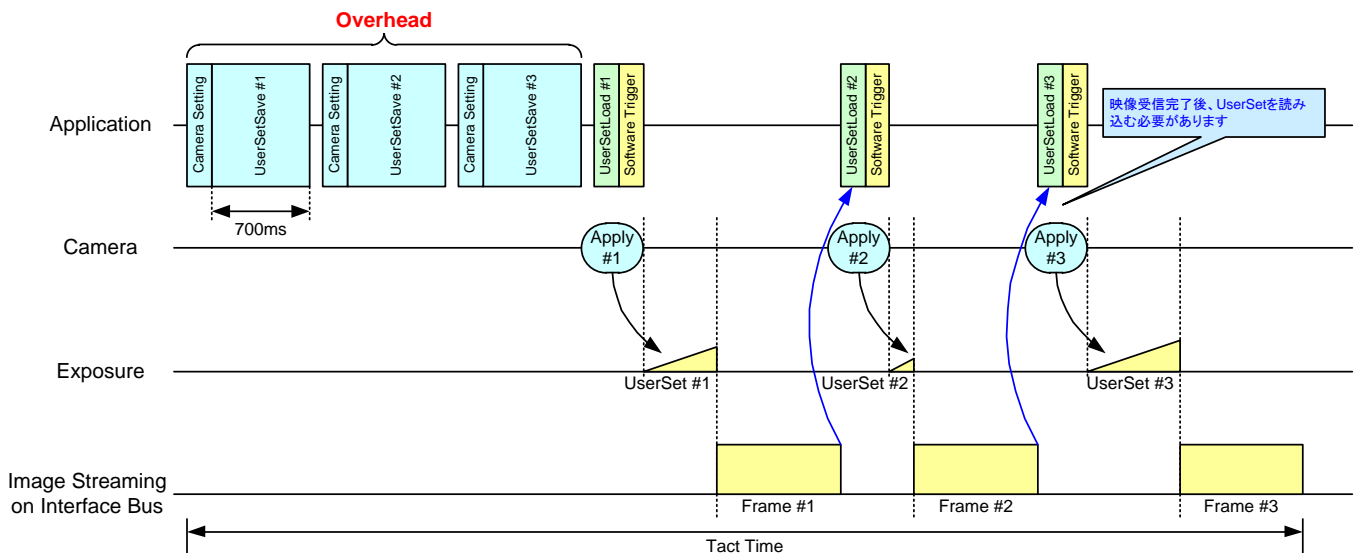 Overhead
Application
Camera Setting
UserSetSave #1
Camera Setting
UserSetSave #2
Camera Setting
UserSetSave #3
UserSetLoad #1
Software Trigger
UserSetLoad #2
Software Trigger
UserSetLoad #3
Software Trigger
映像受信完了後、UserSetを読み
込む必要があります
700ms
Camera
Apply
#1
Apply
#2
Apply
#3
Exposure
UserSet #1
UserSet #2
UserSet #3
Image Streaming
on Interface Bus
Frame #1
Frame #2
Frame #3
Tact Time